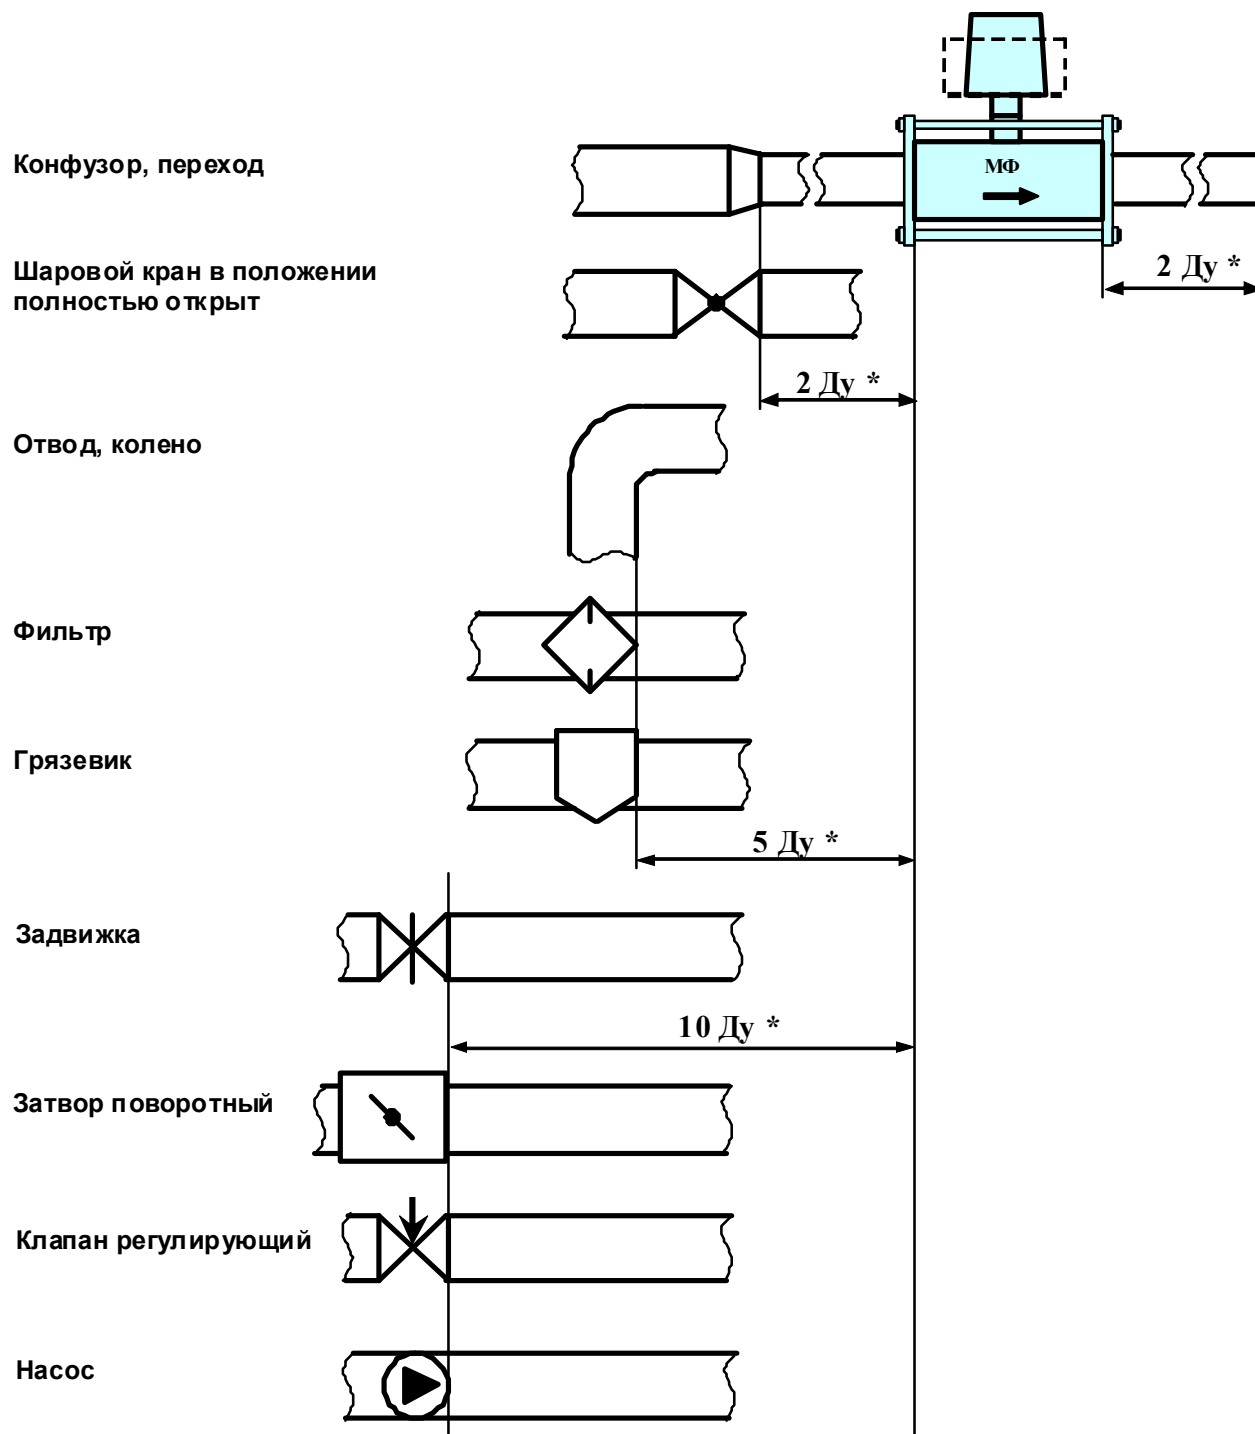 Конфузор, переход
МФ
Шаровой кран в положении
полностью открыт
2 Ду *
2 Ду *
Отвод, колено
Фильтр
Грязевик
5 Ду *
Задвижка
10 Ду *
Затвор поворотный
Клапан регулирующий
Насос